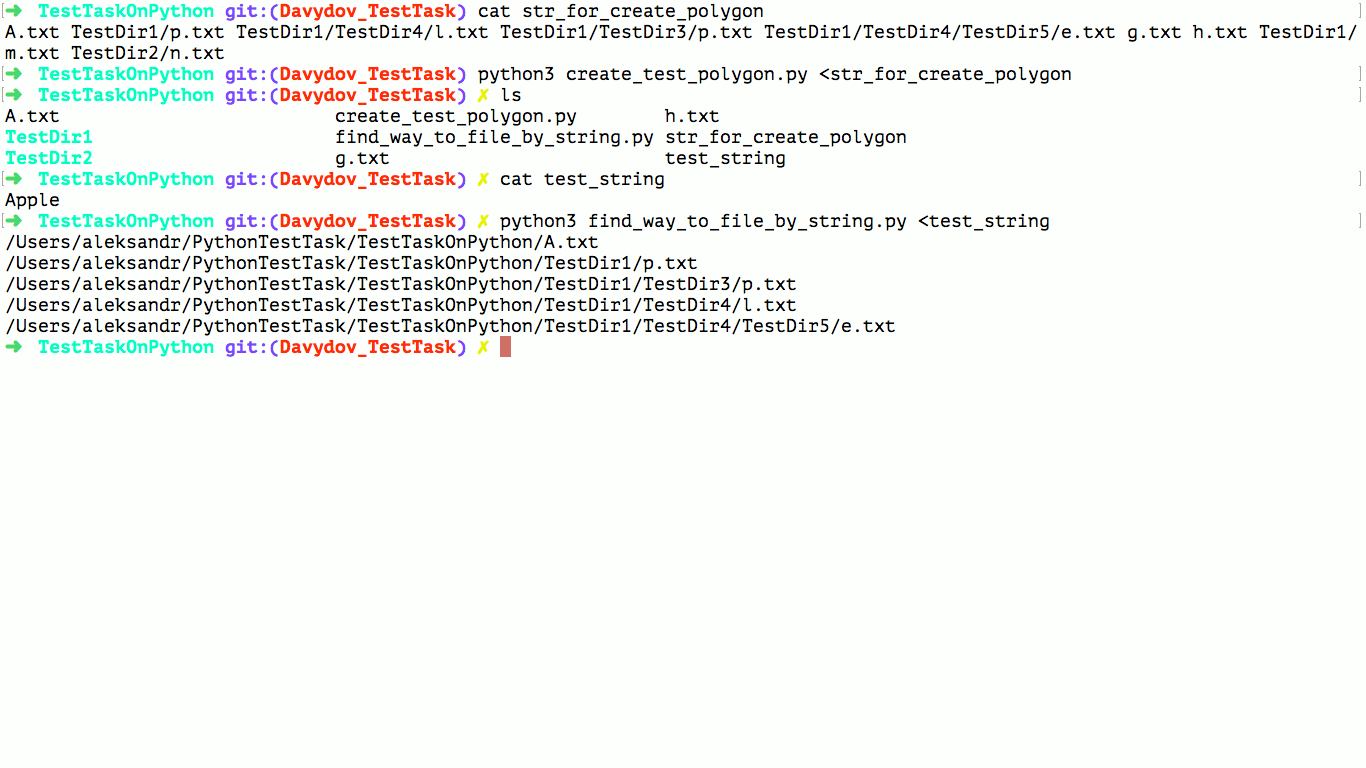 ➜  TestTaskOnPython git:(Davydov_TestTask) cat str_for_create_polygon
A.txt TestDir1/p.txt TestDir1/TestDir4/l.txt TestDir1/TestDir3/p.txt TestDir1/TestDir4/TestDir5/e.txt g.txt h.txt TestDir1/
m.txt TestDir2/n.txt
➜  TestTaskOnPython git:(Davydov_TestTask) python3 create_test_polygon.py <str_for_create_polygon
➜  TestTaskOnPython git:(Davydov_TestTask) ✗ ls
A.txt                         create_test_polygon.py        h.txt
TestDir1                      find_way_to_file_by_string.py str_for_create_polygon
TestDir2                      g.txt                         test_string
➜  TestTaskOnPython git:(Davydov_TestTask) ✗ cat test_string
Apple
➜  TestTaskOnPython git:(Davydov_TestTask) ✗ python3 find_way_to_file_by_string.py <test_string
/Users/aleksandr/PythonTestTask/TestTaskOnPython/A.txt
/Users/aleksandr/PythonTestTask/TestTaskOnPython/TestDir1/p.txt
/Users/aleksandr/PythonTestTask/TestTaskOnPython/TestDir1/TestDir3/p.txt
/Users/aleksandr/PythonTestTask/TestTaskOnPython/TestDir1/TestDir4/l.txt
/Users/aleksandr/PythonTestTask/TestTaskOnPython/TestDir1/TestDir4/TestDir5/e.txt
➜  TestTaskOnPython git:(Davydov_TestTask) ✗